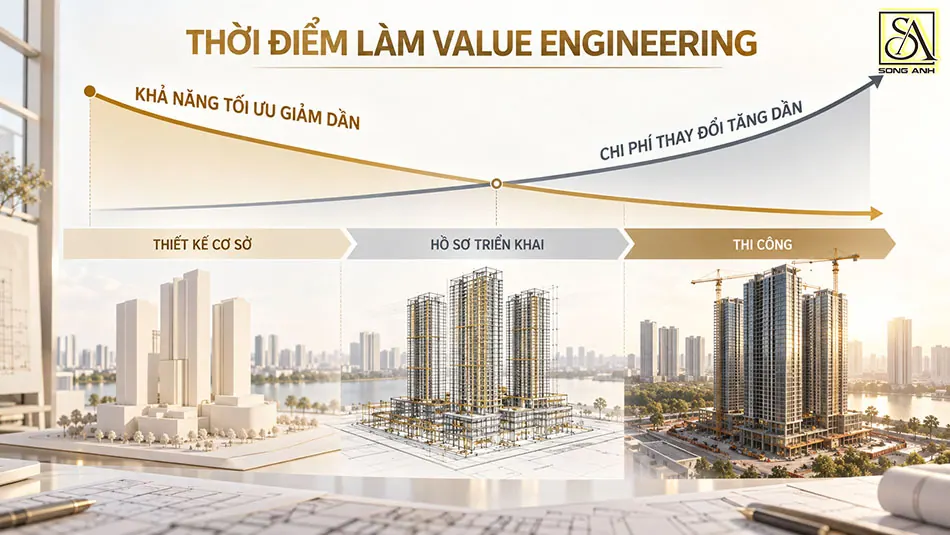 THỜI ĐIỂM LÀM VALUE ENGINEERING
SA
SONG ANH
KHẢ NĂNG TỐI ƯU GIẢM DẦN
CHI PHÍ THAY ĐỔI TĂNG DẦN
THIẾT KẾ CƠ SỞ
HỒ SƠ TRIỂN KHAI
THI CÔNG